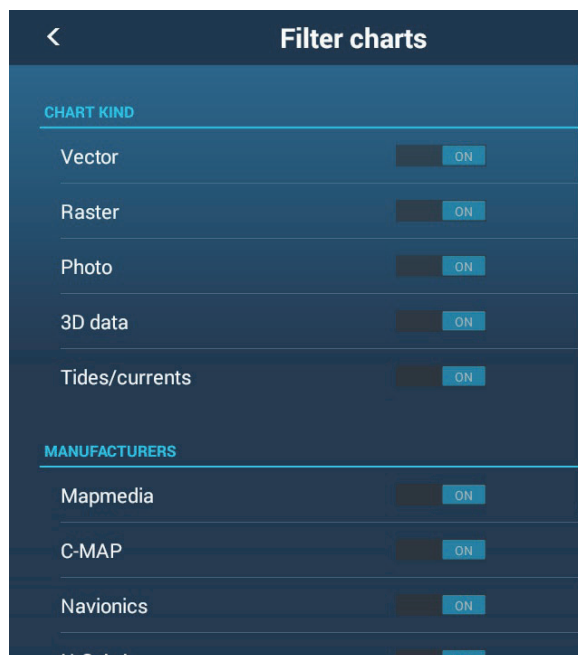 Filter charts
CHART KIND
Vector ON
Raster ON
Photo ON
3D data ON
Tides/currents ON
MANUFACTURERS
Mapmedia ON
C-MAP ON
Navionics ON